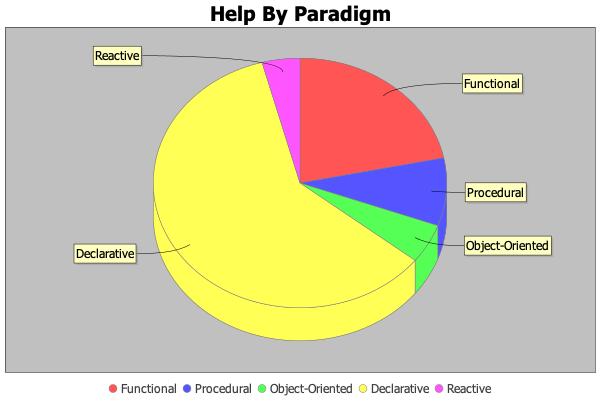 Help By Paradigm
Reactive
Functional
Procedural
Object-Oriented
Declarative
Functional Procedural Object-Oriented Declarative Reactive